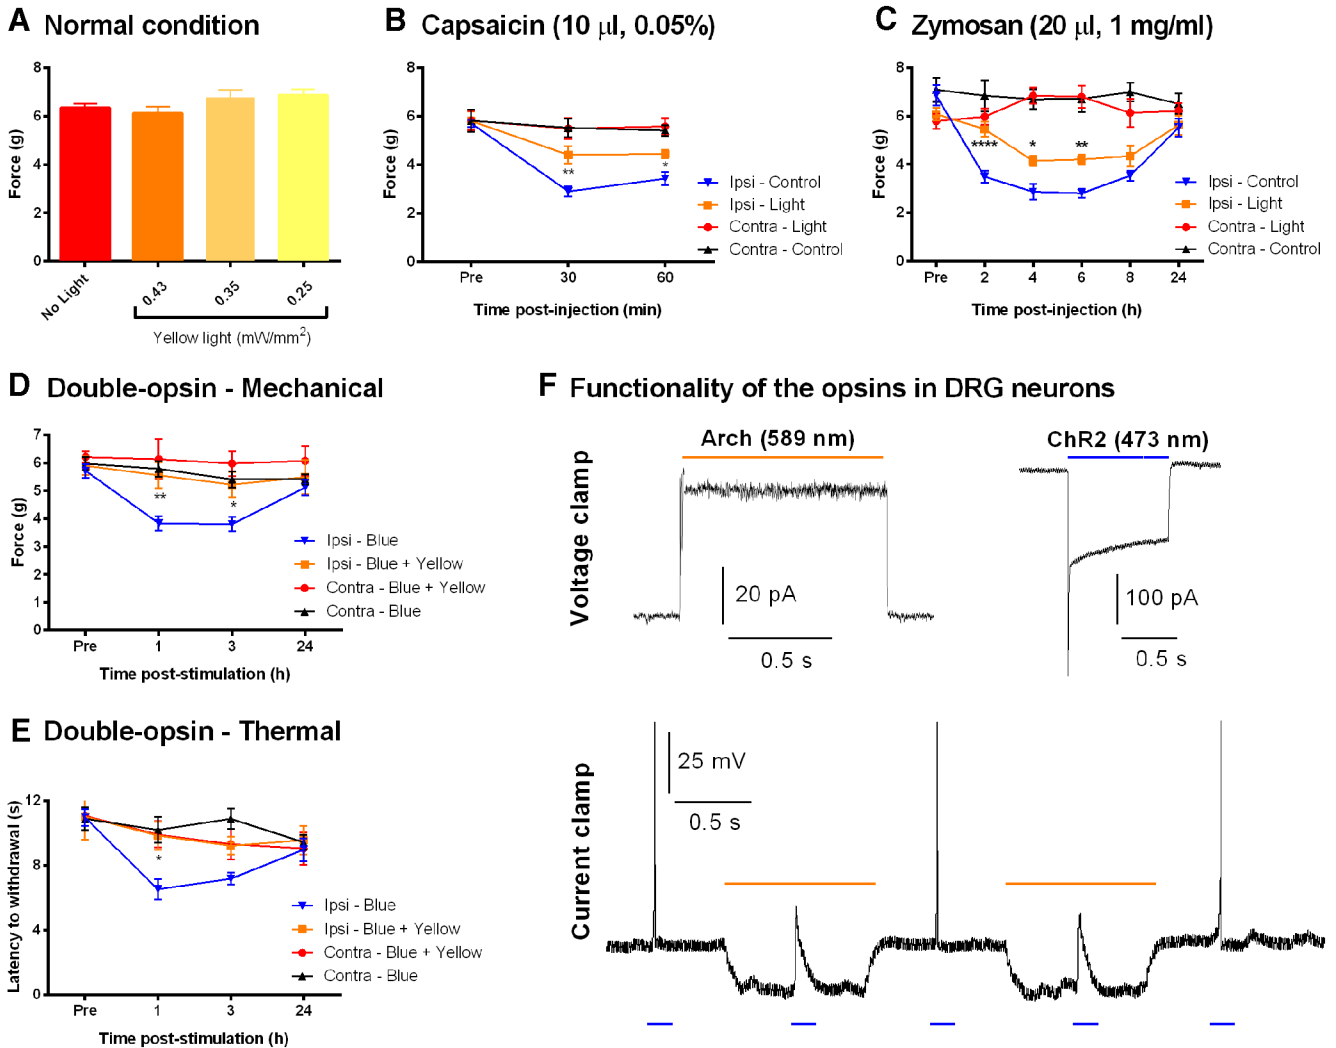 A Normal condition
8
6
4
2
0
Force (g)
No Light
0.43
0.35
0.25
Yellow light (mW/mm²)
B Capsaicin (10 µl, 0.05%)
8
6
4
2
0
Force (g)
**
*
Ipsi - Control
Ipsi - Light
Contra - Light
Contra - Control
Pre 30 60
Time post-injection (min)
C Zymosan (20 µl, 1 mg/ml)
8
6
4
2
0
Force (g)
**** * **
Ipsi - Control
Ipsi - Light
Contra - Light
Contra - Control
Pre 2 4 6 8 24
Time post-injection (h)
D Double-opsin - Mechanical
7
6
5
4
3
2
1
0
Force (g)
**
*
Ipsi - Blue
Ipsi - Blue + Yellow
Contra - Blue + Yellow
Contra - Blue
Pre 1 3 24
Time post-stimulation (h)
E Double-opsin - Thermal
12
8
4
0
Latency to withdrawal (s)
*
Ipsi - Blue
Ipsi - Blue + Yellow
Contra - Blue + Yellow
Contra - Blue
Pre 1 3 24
Time post-stimulation (h)
F Functionality of the opsins in DRG neurons
Voltage clamp
Arch (589 nm)
20 pA
0.5 s
ChR2 (473 nm)
100 pA
0.5 s
Current clamp
25 mV
0.5 s